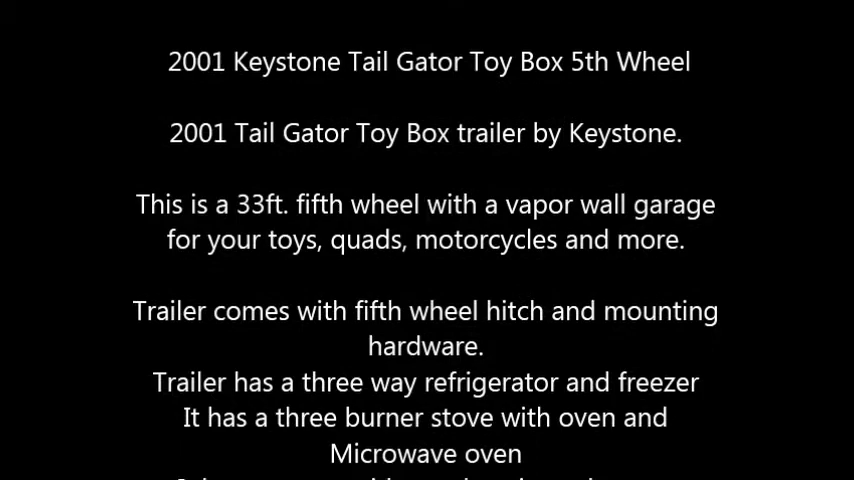 2001 Keystone Tail Gator Toy Box 5th Wheel
2001 Tail Gator Toy Box trailer by Keystone.
This is a 33ft. fifth wheel with a vapor wall garage
for your toys, quads, motorcycles and more.
Trailer comes with fifth wheel hitch and mounting
hardware.
Trailer has a three way refrigerator and freezer
It has a three burner stove with oven and
Microwave oven